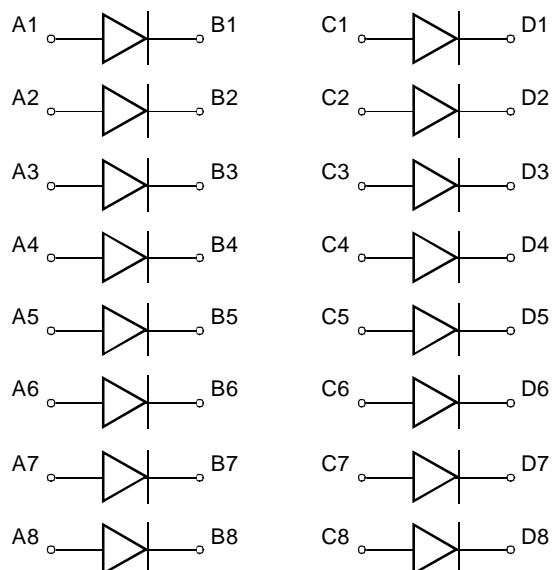 A1 B1 C1 D1
A2 B2 C2 D2
A3 B3 C3 D3
A4 B4 C4 D4
A5 B5 C5 D5
A6 B6 C6 D6
A7 B7 C7 D7
A8 B8 C8 D8